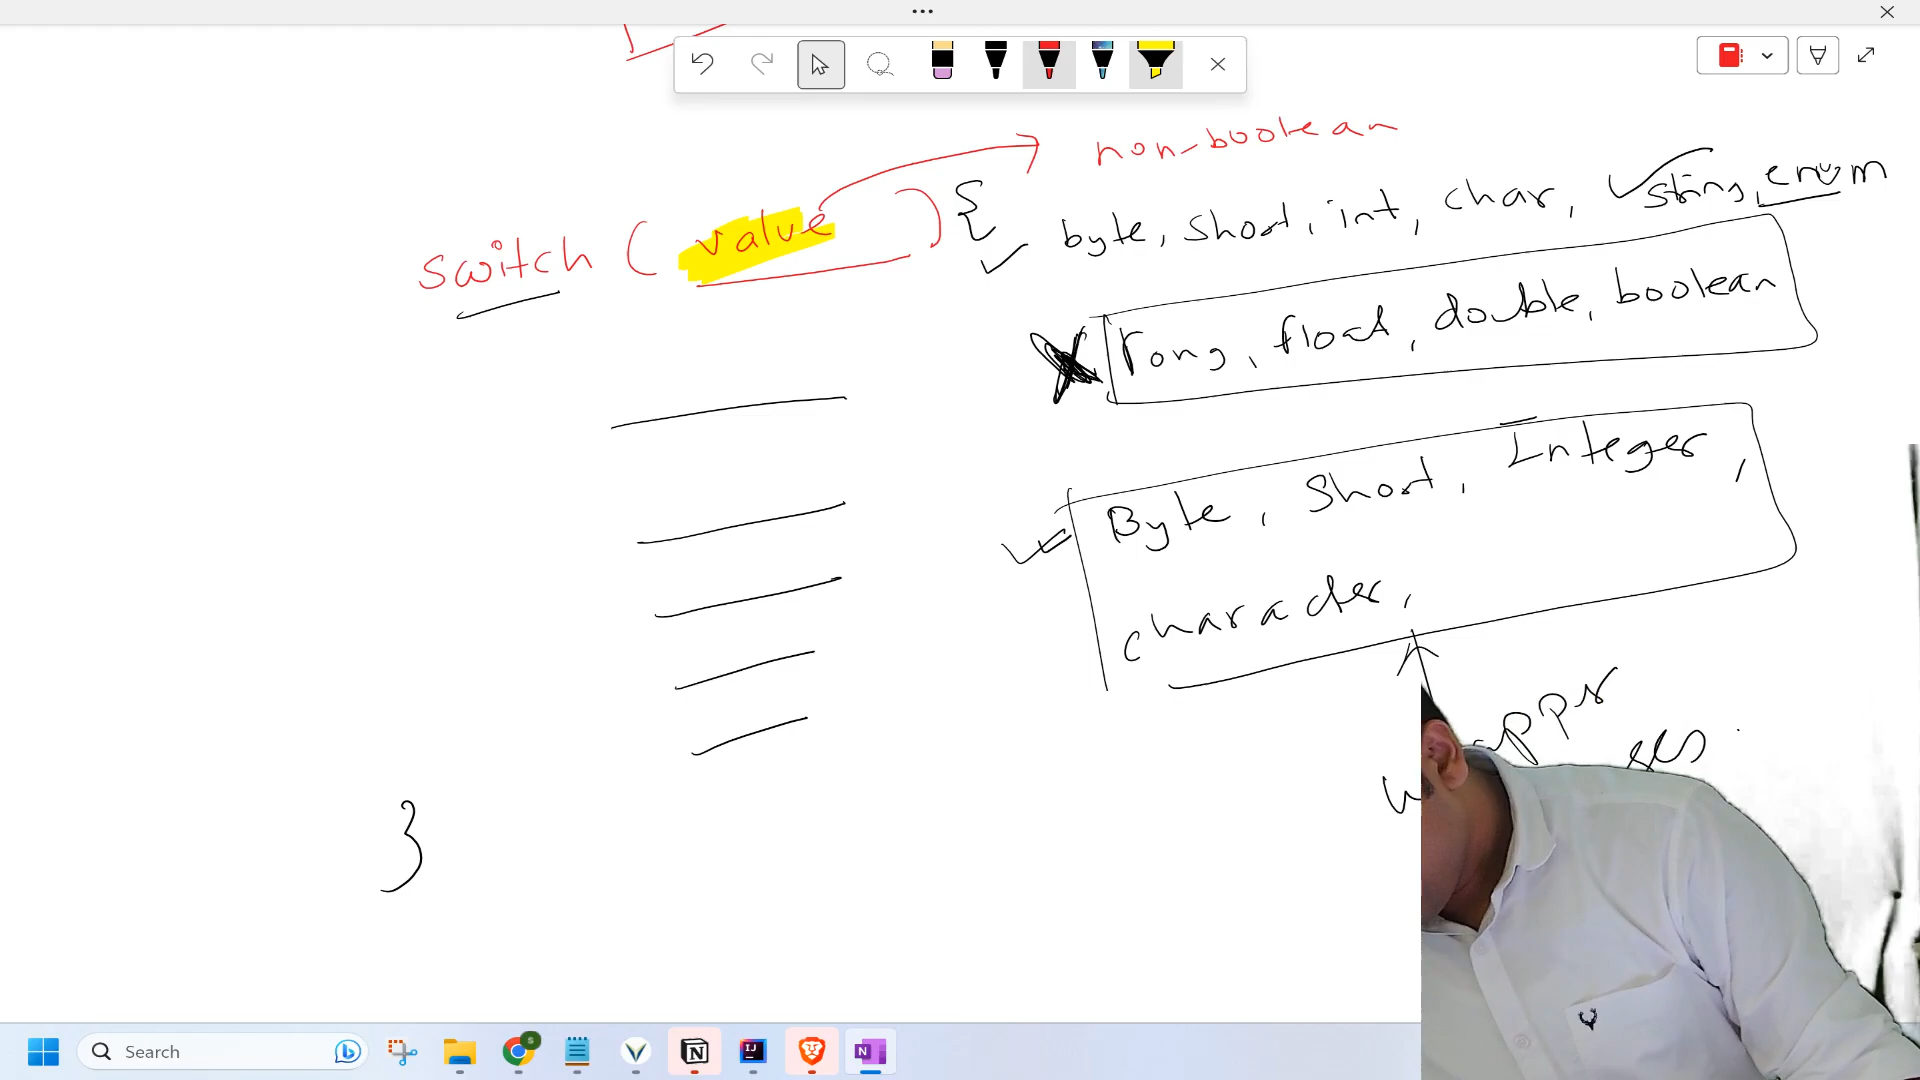 non-boolean
switch (value) {
byte, short, int, char, string, enum
long, float, double, boolean
Byte, Short, Integer,
character,
Search